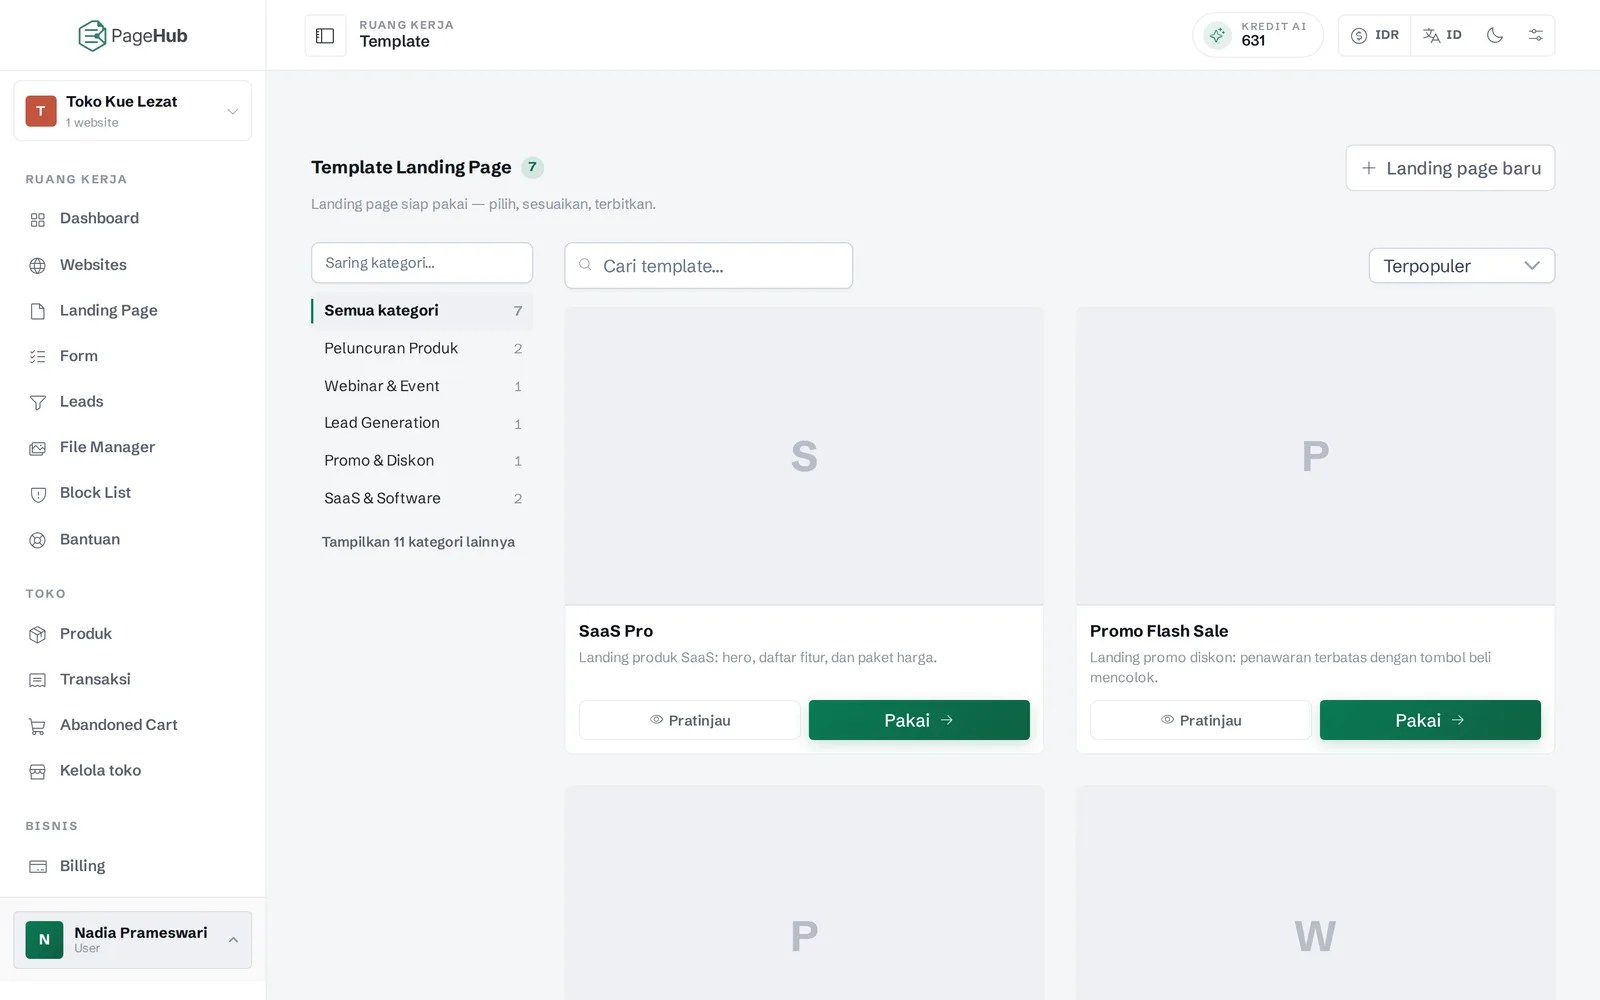 PageHub
RUANG KERJA
Template
KREDIT AI
631
IDR
ID
T
Toko Kue Lezat
1 website
RUANG KERJA
Dashboard
Websites
Landing Page
Form
Leads
File Manager
Block List
Bantuan
TOKO
Produk
Transaksi
Abandoned Cart
Kelola toko
BISNIS
Billing
N
Nadia Prameswari
User
Template Landing Page 7
Landing page siap pakai — pilih, sesuaikan, terbitkan.
Landing page baru
Saring kategori...
Semua kategori 7
Peluncuran Produk 2
Webinar & Event 1
Lead Generation 1
Promo & Diskon 1
SaaS & Software 2
Tampilkan 11 kategori lainnya
Cari template...
Terpopuler
S
SaaS Pro
Landing produk SaaS: hero, daftar fitur, dan paket harga.
Pratinjau
Pakai
P
Promo Flash Sale
Landing promo diskon: penawaran terbatas dengan tombol beli
mencolok.
Pratinjau
Pakai
P
W